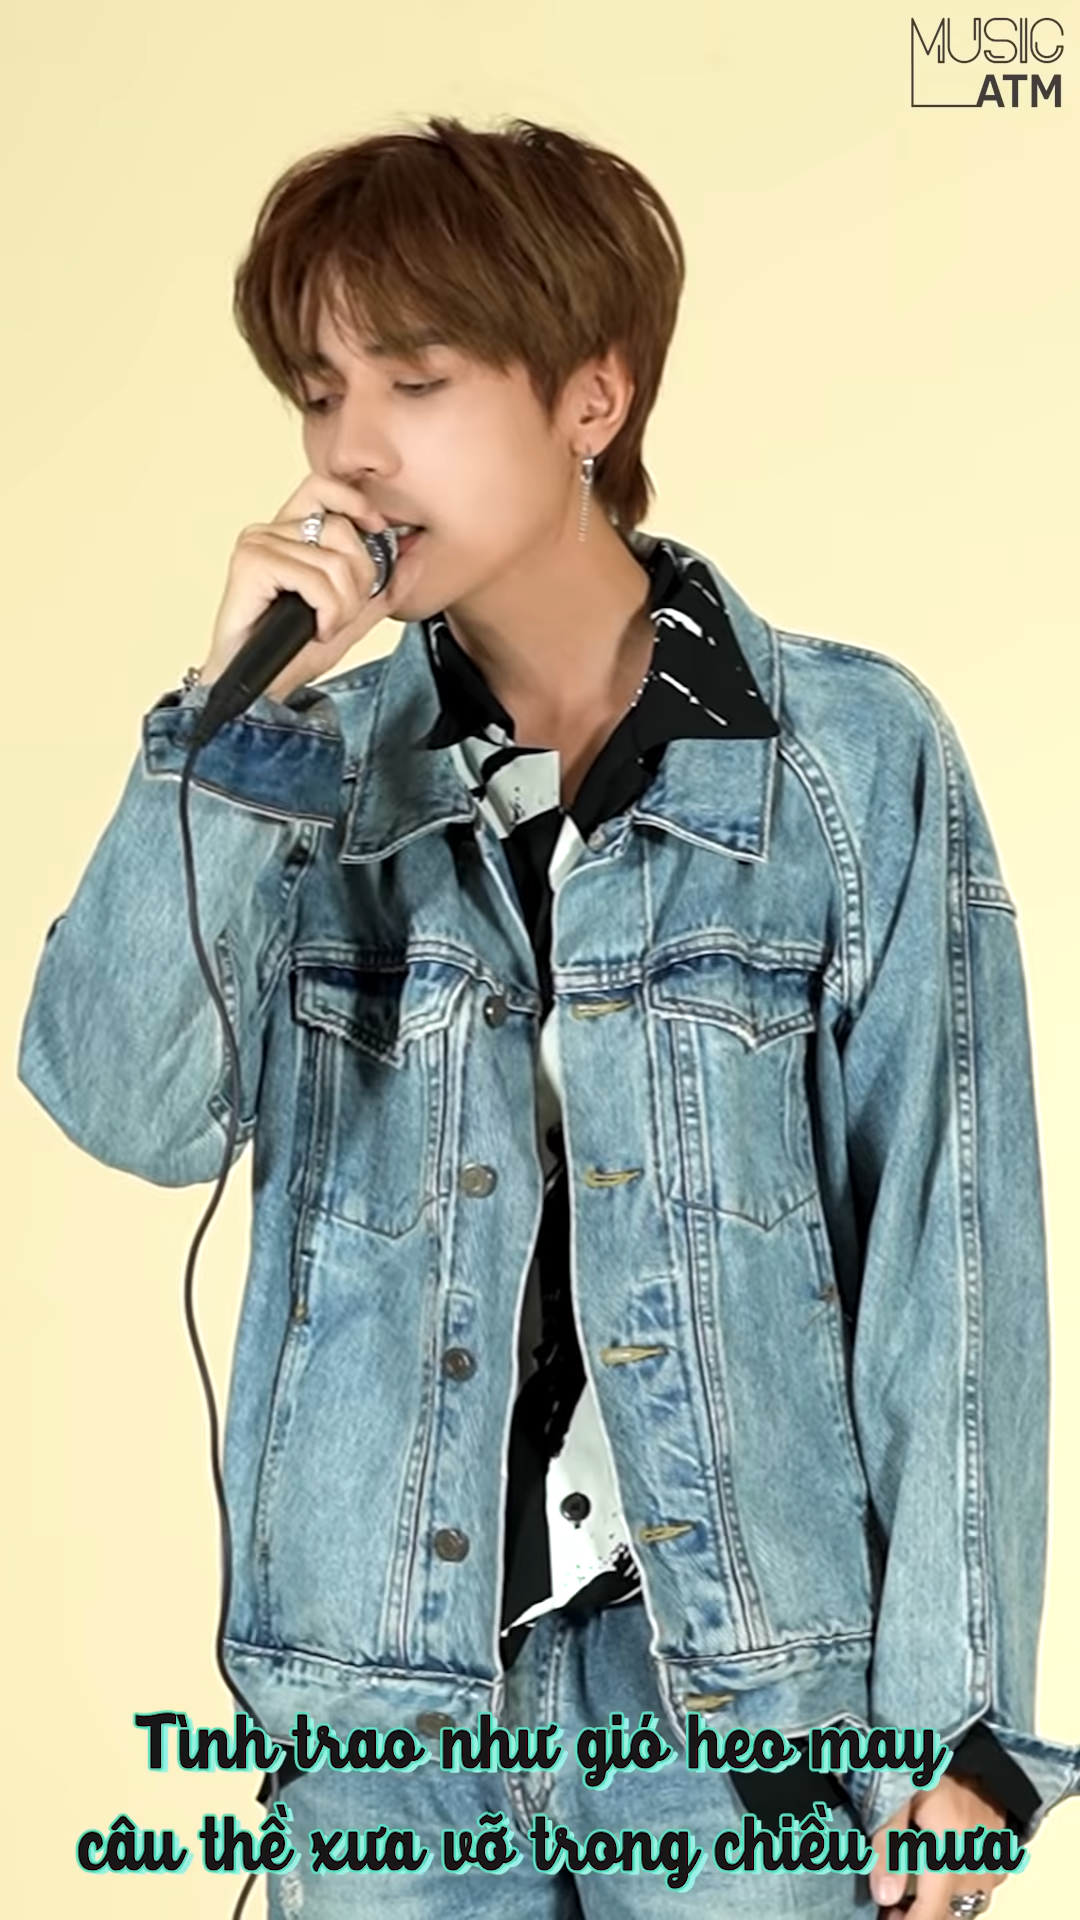 MUSIC
ATM
Tình trao như gió heo may
câu thề xưa vỡ trong chiều mưa